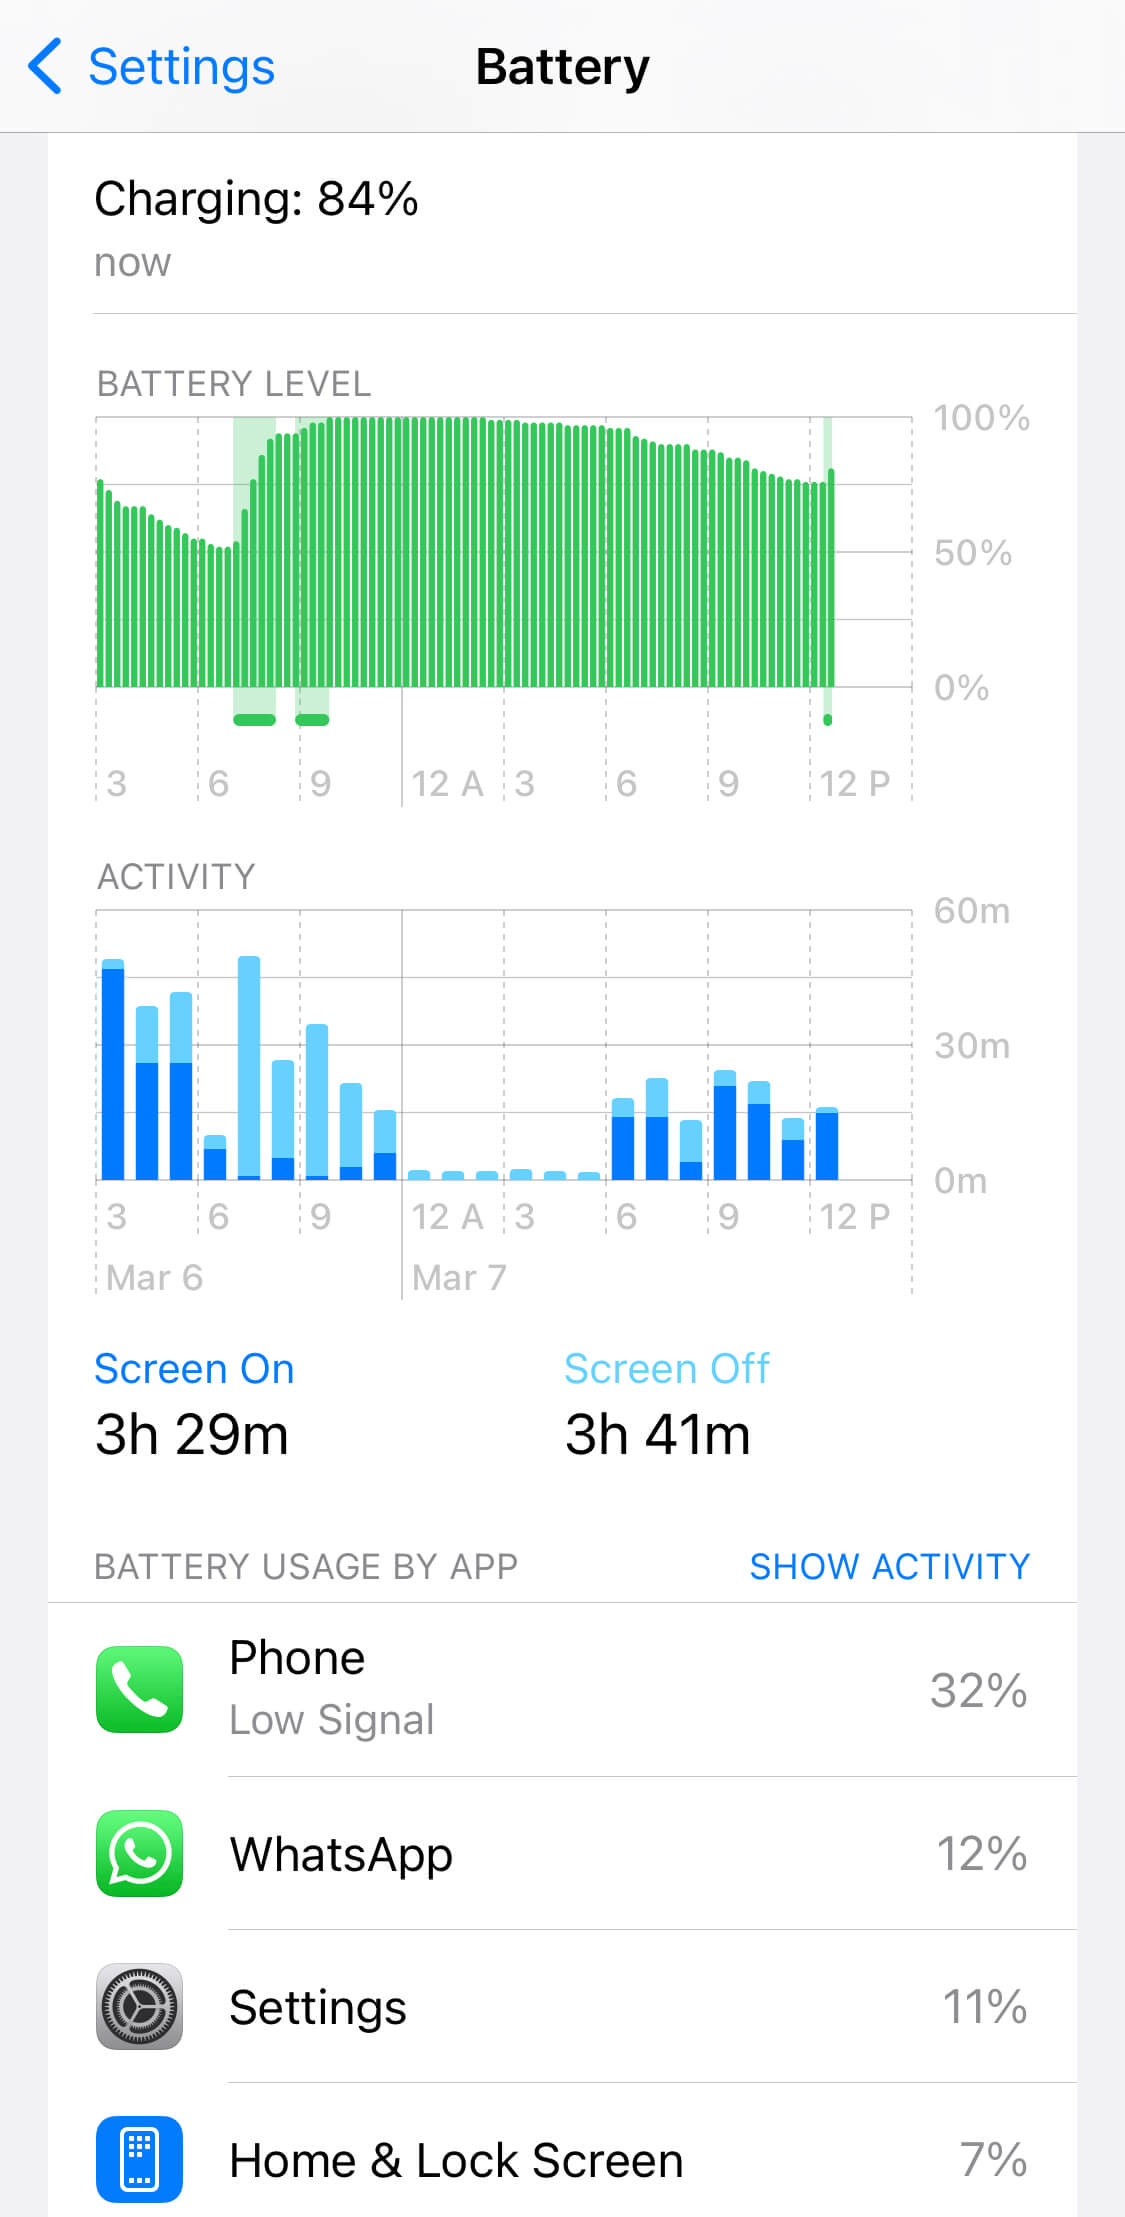 Settings
Battery
Charging: 84%
now
BATTERY LEVEL
100%
50%
0%
3 6 9 12 A 3 6 9 12 P
ACTIVITY
60m
30m
0m
3 6 9 12 A 3 6 9 12 P
Mar 6 Mar 7
Screen On Screen Off
3h 29m 3h 41m
BATTERY USAGE BY APP SHOW ACTIVITY
Phone
Low Signal
32%
WhatsApp 12%
Settings 11%
Home & Lock Screen 7%